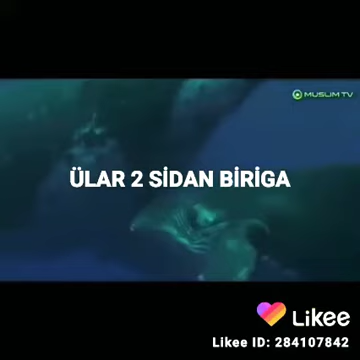 MUSLIM TV
ÜLAR 2 SİDAN BİRİGA
Likee
Likee ID: 284107842